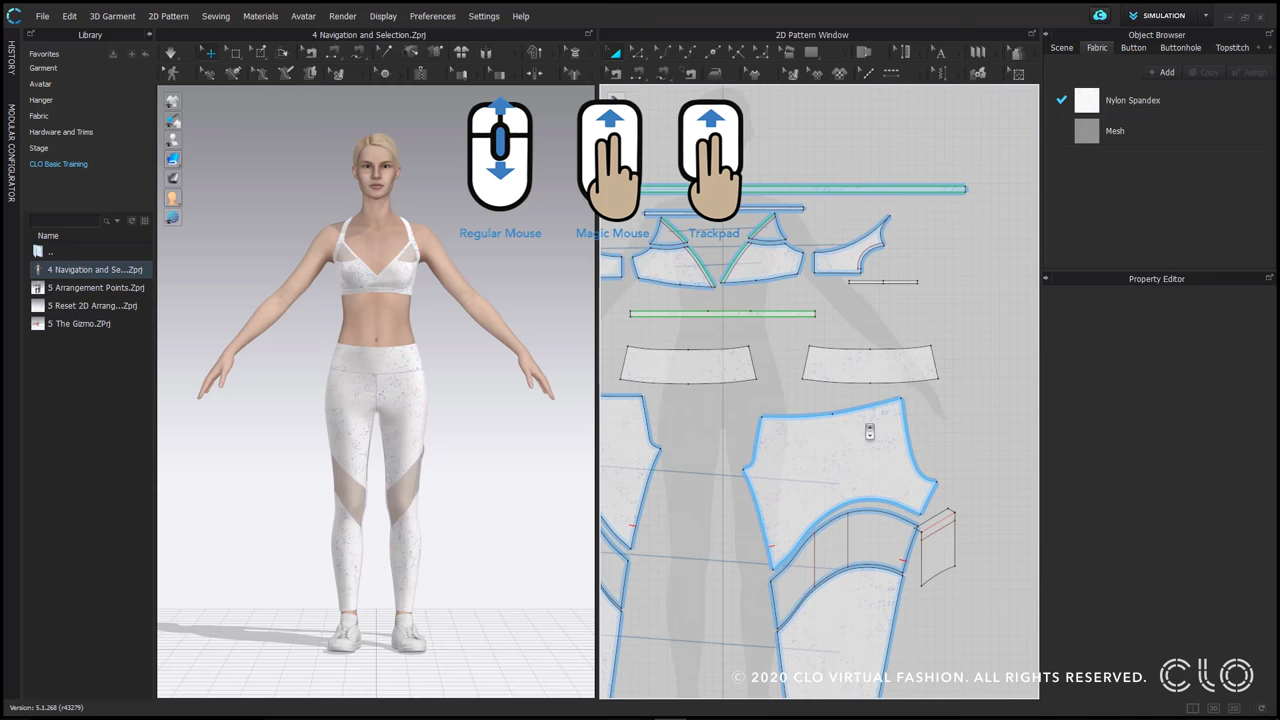 File Edit 3D Garment 2D Pattern Sewing Materials Avatar Render Display Preferences Settings Help
SIMULATION
Library
4 Navigation and Selection.Zprj
2D Pattern Window
Object Browser
HISTORY
MODULAR CONFIGURATOR
Favorites
Garment
Avatar
Hanger
Fabric
Hardware and Trims
Stage
CLO Basic Training
Name
..
4 Navigation and Se...Zprj
5 Arrangement Points.Zprj
5 Reset 2D Arrang...Zprj
5 The Gizmo.ZPrj
Regular Mouse
Magic Mouse
Trackpad
Scene Fabric Button Buttonhole Topstitch
Add Copy Assign
Nylon Spandex
Mesh
Property Editor
© 2020 CLO VIRTUAL FASHION. ALL RIGHTS RESERVED. CLO
Version: 5.1.268 (r43279)
3D 2D